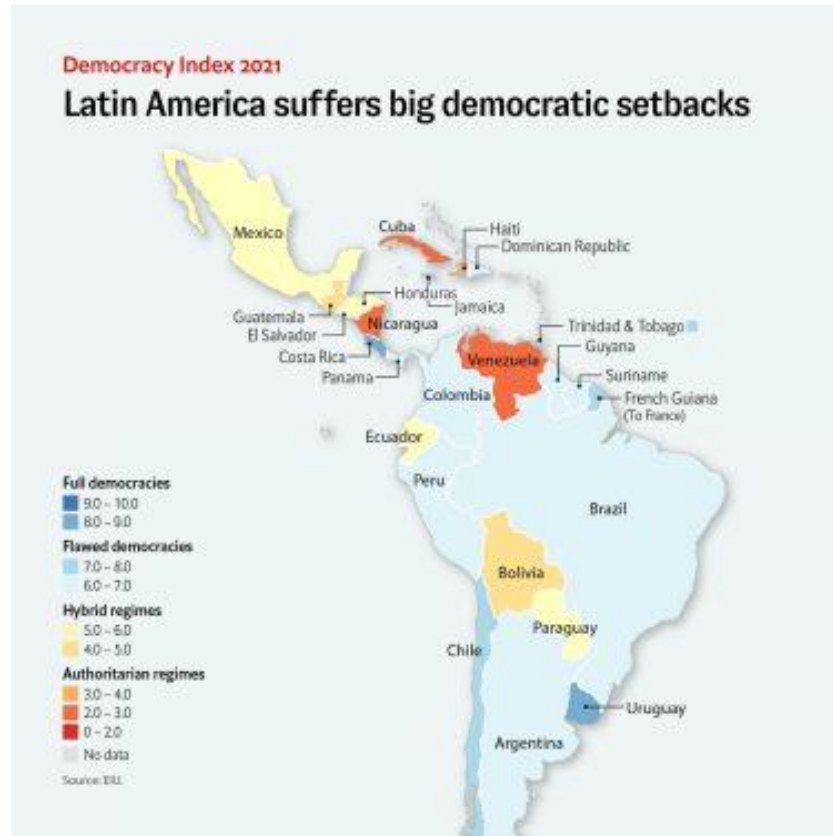 Democracy Index 2021
Latin America suffers big democratic setbacks
Mexico
Cuba
Haiti
Dominican Republic
Honduras
Jamaica
Guatemala
Nicaragua
El Salvador
Trinidad & Tobago
Costa Rica
Venezuela
Guyana
Panama
Suriname
Colombia
French Guiana
(To France)
Ecuador
Peru
Brazil
Bolivia
Paraguay
Chile
Uruguay
Argentina
Full democracies
9.0 – 10.0
8.0 – 9.0
Flawed democracies
7.0 – 8.0
6.0 – 7.0
Hybrid regimes
5.0 – 6.0
4.0 – 5.0
Authoritarian regimes
3.0 – 4.0
2.0 – 3.0
0 – 2.0
No data
Source: EIU.